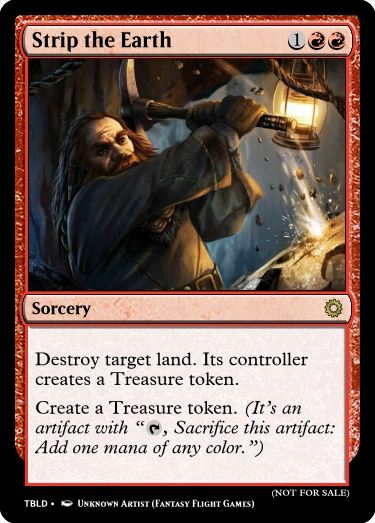 Strip the Earth 1
Sorcery
Destroy target land. Its controller
creates a Treasure token.
Create a Treasure token. (It's an
artifact with “, Sacrifice this artifact:
Add one mana of any color.”)
(NOT FOR SALE)
TBLD • Unknown Artist (Fantasy Flight Games)